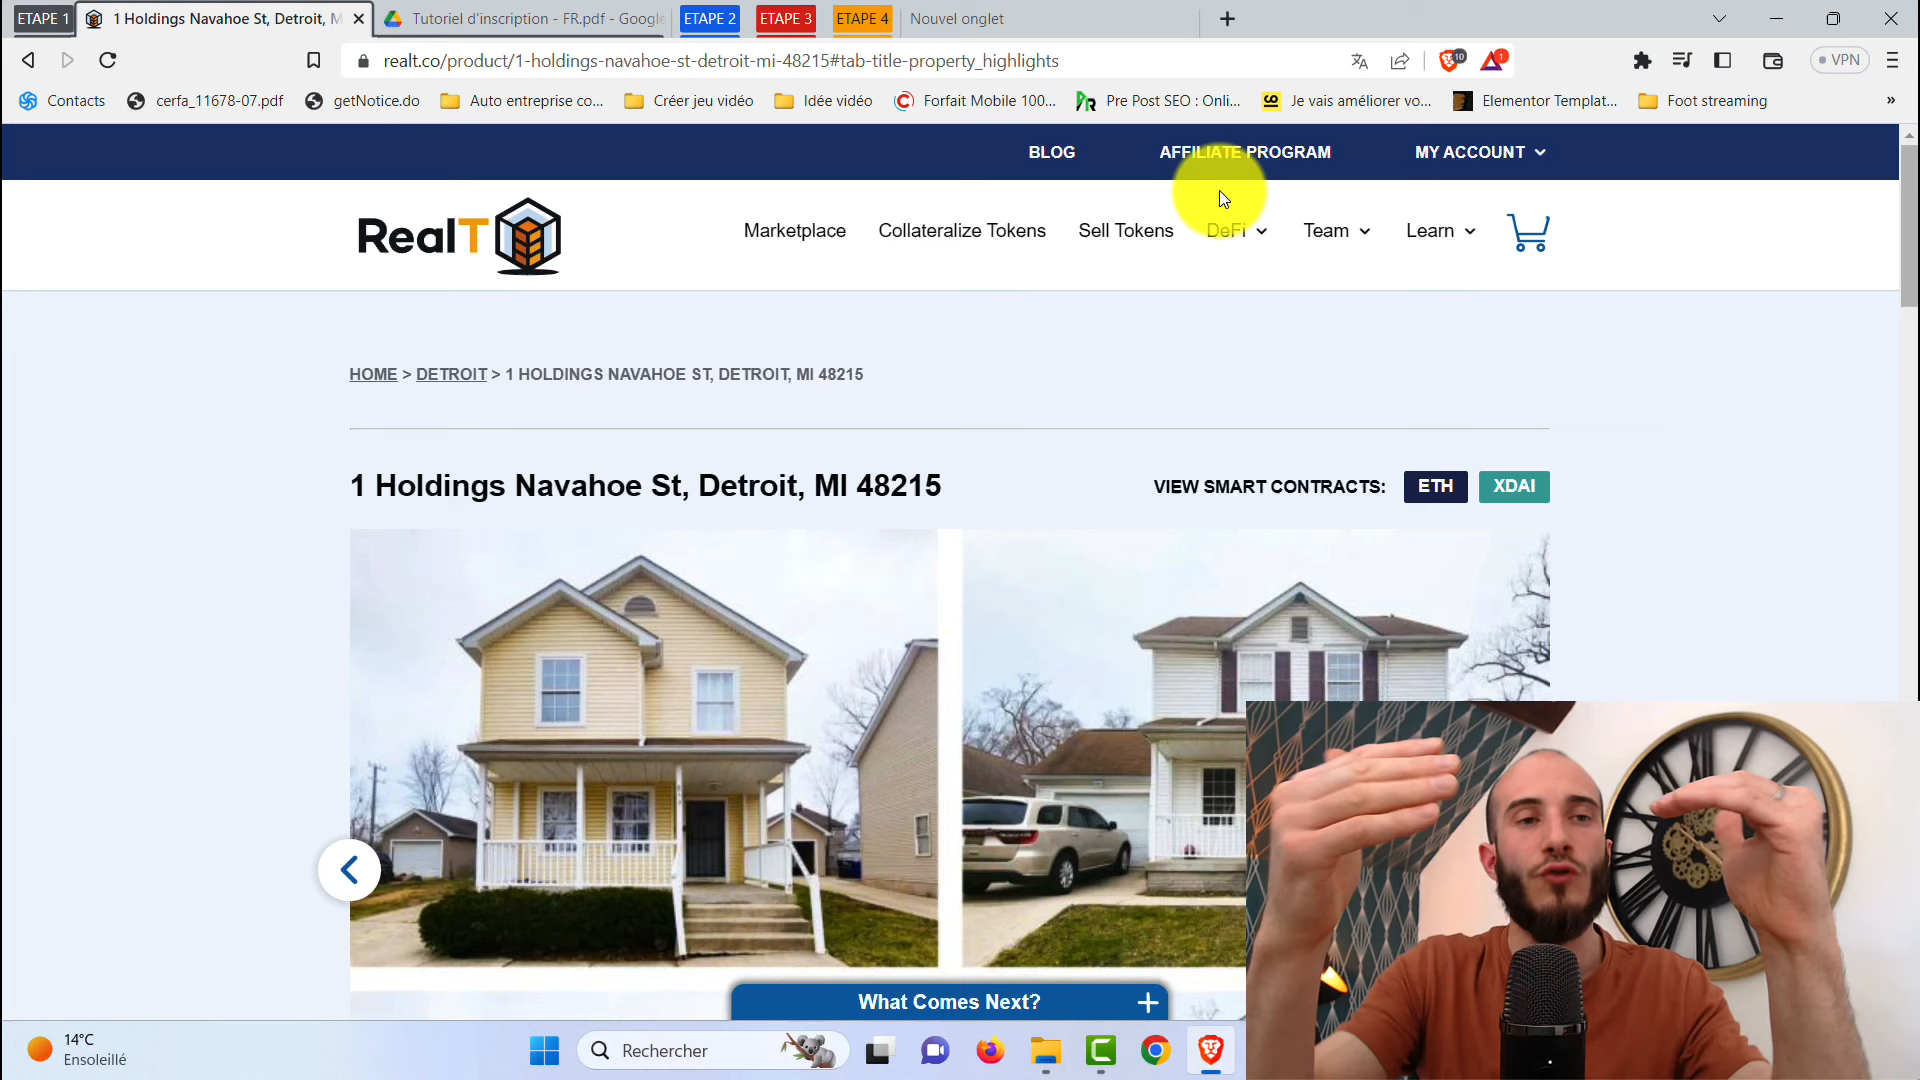 ETAPE 1
1 Holdings Navahoe St, Detroit, M
Tutoriel d'inscription - FR.pdf - Google
ETAPE 2
ETAPE 3
ETAPE 4
Nouvel onglet
realt.co/product/1-holdings-navahoe-st-detroit-mi-48215#tab-title-property_highlights
10
1
VPN
Contacts
cerfa_11678-07.pdf
getNotice.do
Auto entreprise co...
Créer jeu vidéo
Idée vidéo
Forfait Mobile 100...
Pre Post SEO : Onli...
Je vais améliorer vo...
Elementor Templat...
Foot streaming
»
BLOG
AFFILIATE PROGRAM
MY ACCOUNT
RealT
Marketplace
Collateralize Tokens
Sell Tokens
DeFi
Team
Learn
HOME > DETROIT > 1 HOLDINGS NAVAHOE ST, DETROIT, MI 48215
1 Holdings Navahoe St, Detroit, MI 48215
VIEW SMART CONTRACTS:
ETH
XDAI
What Comes Next?
14°C
Ensoleillé
Rechercher